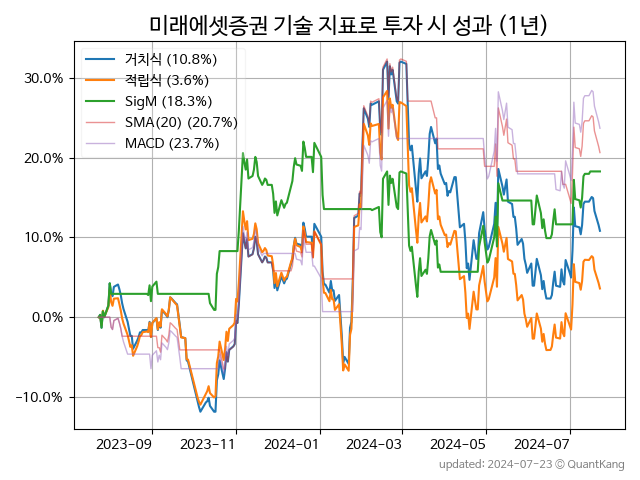 미래에셋증권 기술 지표로 투자 시 성과 (1년)
거치식 (10.8%)
적립식 (3.6%)
SigM (18.3%)
SMA(20) (20.7%)
MACD (23.7%)
30.0%
20.0%
10.0%
0.0%
−10.0%
2023-09 2023-11 2024-01 2024-03 2024-05 2024-07
updated: 2024-07-23 © QuantKang